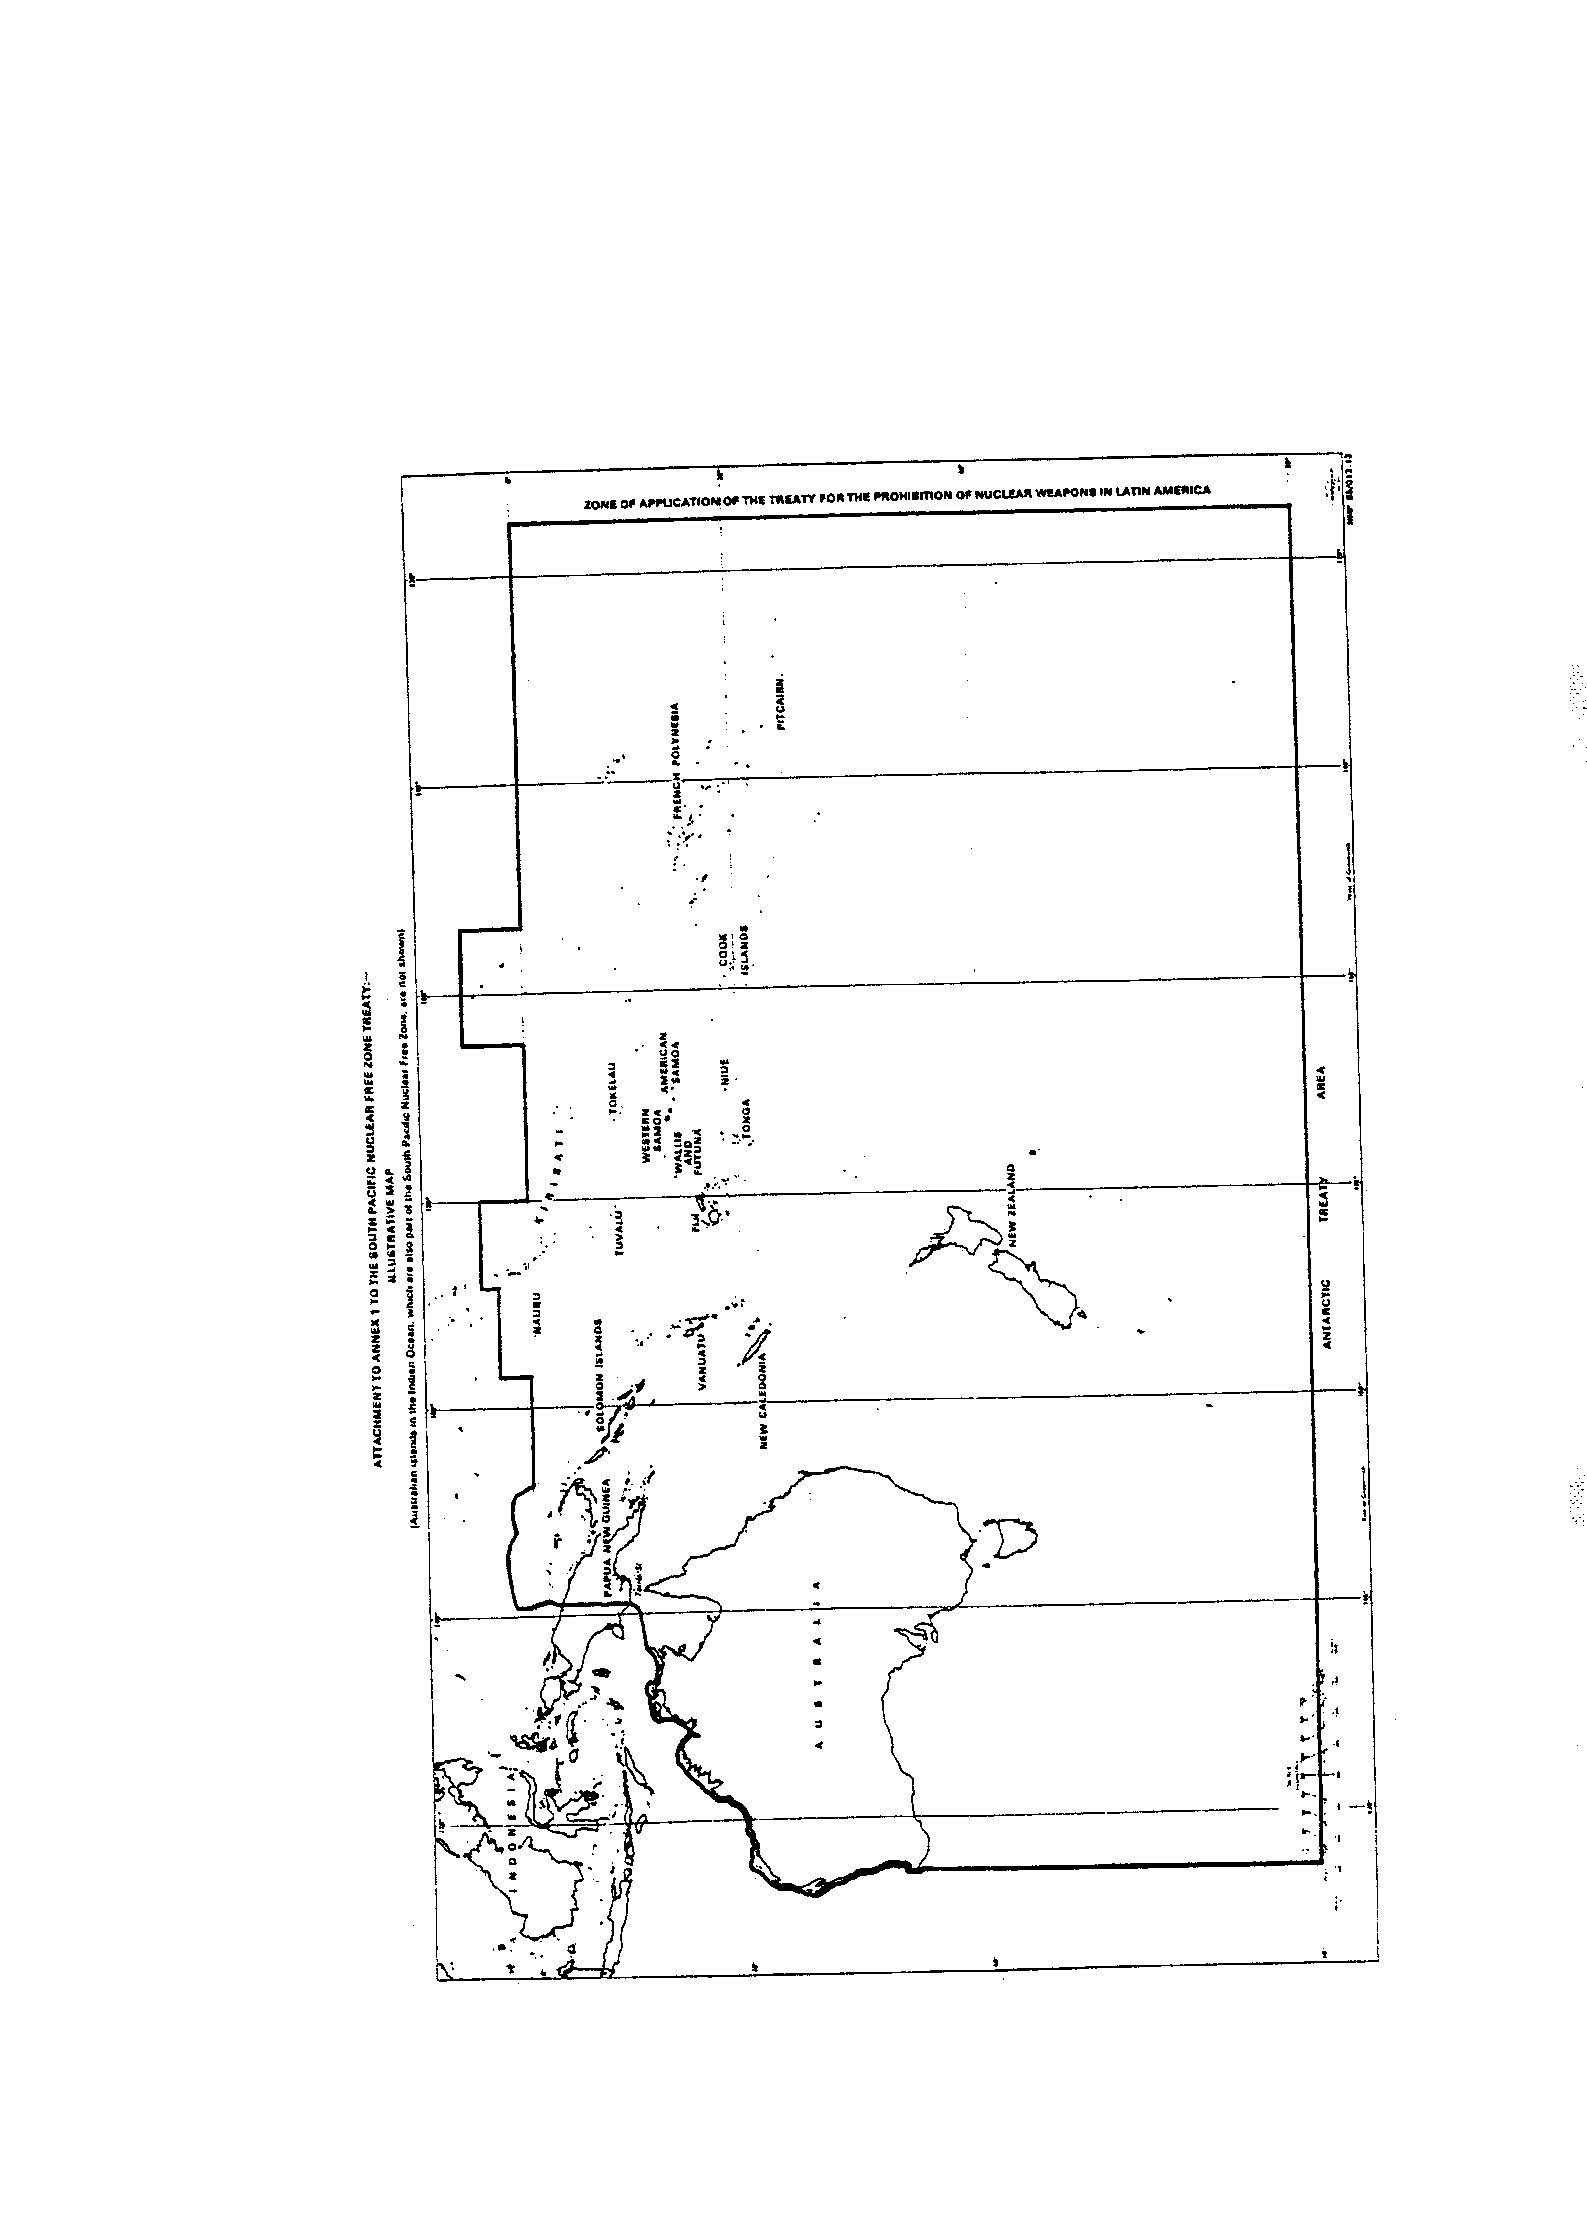 ATTACHMENT TO ANNEX 1 TO THE SOUTH PACIFIC NUCLEAR FREE ZONE TREATY:—
ILLUSTRATIVE MAP
(Australian islands in the Indian Ocean, which are also part of the South Pacific Nuclear Free Zone, are not shown)
ZONE OF APPLICATION OF THE TREATY FOR THE PROHIBITION OF NUCLEAR WEAPONS IN LATIN AMERICA
INDONESIA
PAPUA NEW GUINEA
SOLOMON ISLANDS
NAURU
KIRIBATI
TUVALU
TOKELAU
WESTERN
SAMOA
AMERICAN
SAMOA
WALLIS
AND
FUTUNA
FIJI
VANUATU
NEW CALEDONIA
TONGA
NIUE
COOK
ISLANDS
FRENCH POLYNESIA
PITCAIRN
AUSTRALIA
NEW ZEALAND
ANTARCTIC TREATY AREA